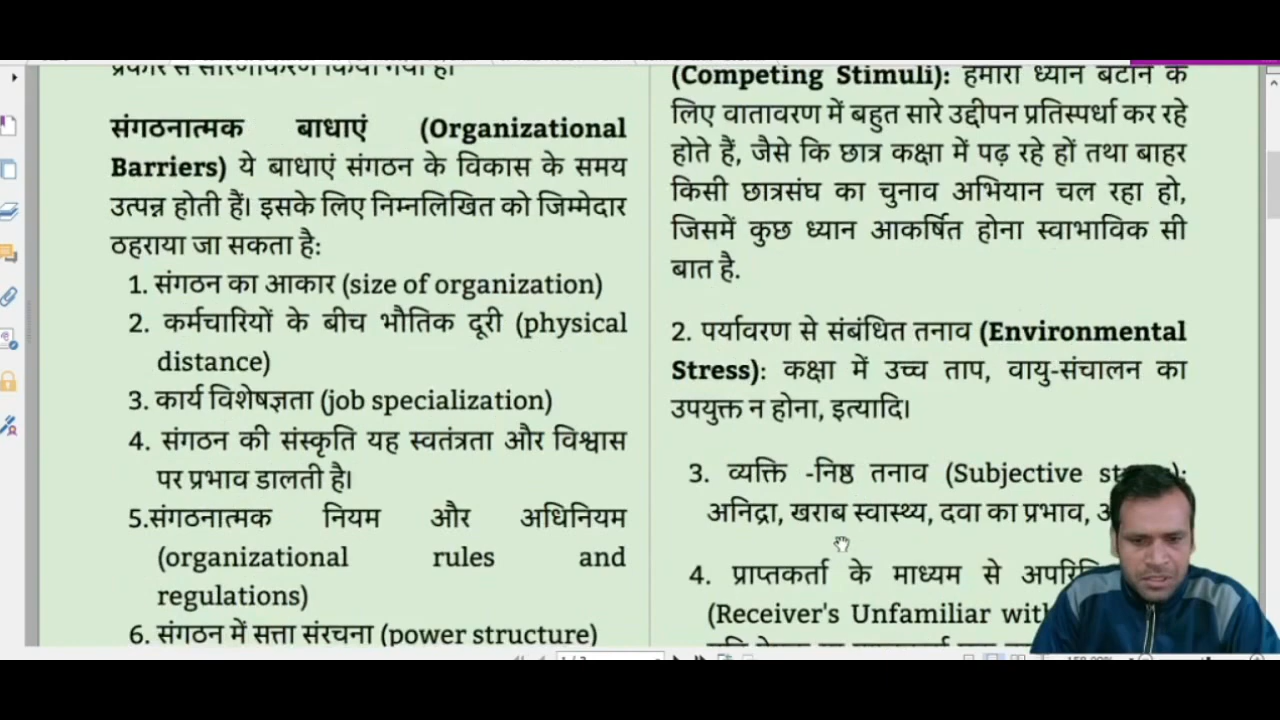 प्रकार से सारणीकरण किया गया है।
संगठनात्मक बाधाएं (Organizational
Barriers) ये बाधाएं संगठन के विकास के समय
उत्पन्न होती हैं। इसके लिए निम्नलिखित को जिम्मेदार
ठहराया जा सकता है:
1. संगठन का आकार (size of organization)
2. कर्मचारियों के बीच भौतिक दूरी (physical
distance)
3. कार्य विशेषज्ञता (job specialization)
4. संगठन की संस्कृति यह स्वतंत्रता और विश्वास
पर प्रभाव डालती है।
5.संगठनात्मक नियम और अधिनियम
(organizational rules and
regulations)
6. संगठन में सत्ता संरचना (power structure)
(Competing Stimuli): हमारा ध्यान बटाने के
लिए वातावरण में बहुत सारे उद्दीपन प्रतिस्पर्धा कर रहे
होते हैं, जैसे कि छात्र कक्षा में पढ़ रहे हों तथा बाहर
किसी छात्रसंघ का चुनाव अभियान चल रहा हो,
जिसमें कुछ ध्यान आकर्षित होना स्वाभाविक सी
बात है.
2. पर्यावरण से संबंधित तनाव (Environmental
Stress): कक्षा में उच्च ताप, वायु-संचालन का
उपयुक्त न होना, इत्यादि।
3. व्यक्ति -निष्ठ तनाव (Subjective
अनिद्रा, खराब स्वास्थ्य, दवा का प्रभाव,
4. प्राप्तकर्ता के माध्यम से
(Receiver's Unfamiliar with